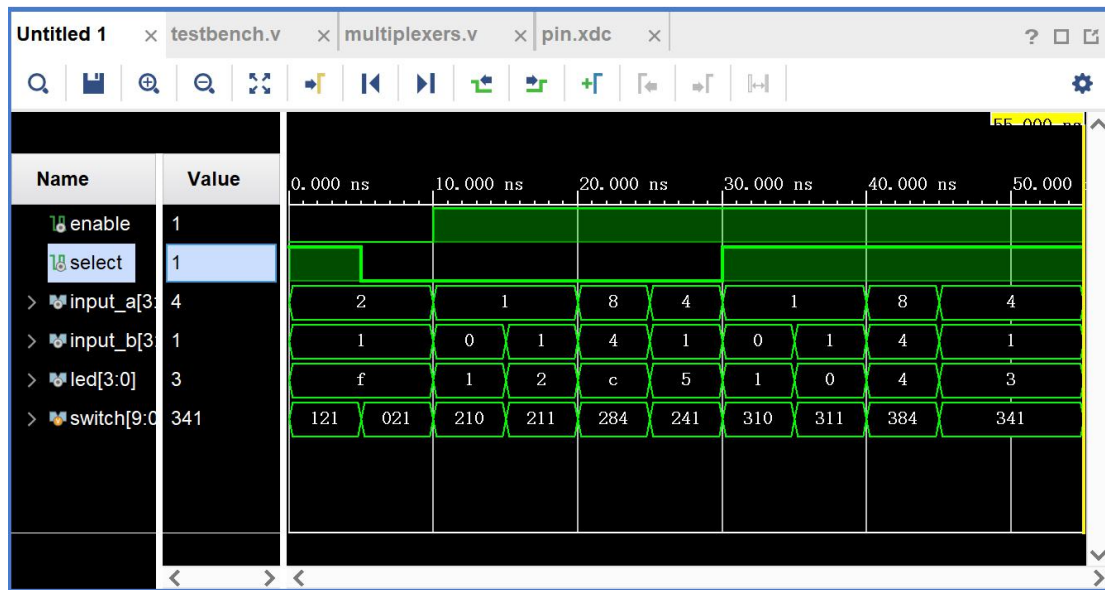 Untitled 1 × testbench.v × multiplexers.v × pin.xdc × ?
55.000 ns
Name Value 0.000 ns 10.000 ns 20.000 ns 30.000 ns 40.000 ns 50.000
enable 1
select 1
input_a[3: 4 2 1 8 4 1 8 4
input_b[3: 1 1 0 1 4 1 0 1 4 1
led[3:0] 3 f 1 2 c 5 1 0 4 3
switch[9:0 341 121 021 210 211 284 241 310 311 384 341